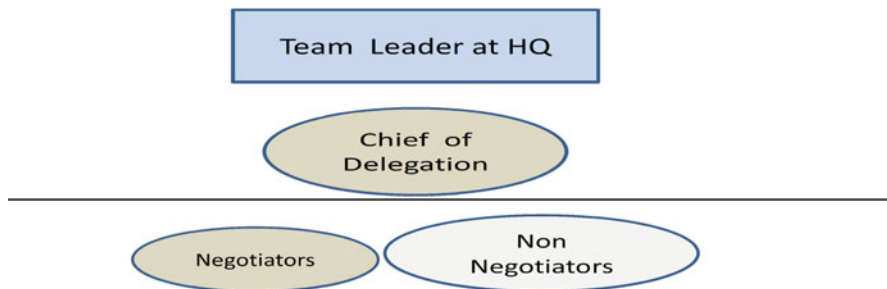 Team Leader at HQ
Chief of
Delegation
Negotiators
Non
Negotiators